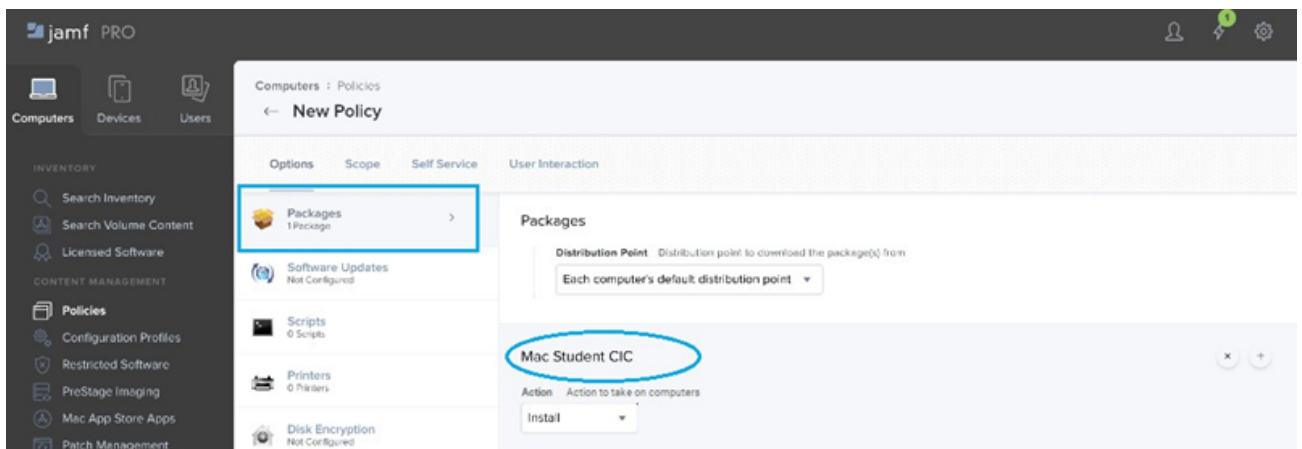 jamf PRO
1
Computers
Devices
Users
Computers : Policies
← New Policy
Options Scope Self Service User Interaction
INVENTORY
Search Inventory
Search Volume Content
Licensed Software
CONTENT MANAGEMENT
Policies
Configuration Profiles
Restricted Software
PreStage Imaging
Mac App Store Apps
Patch Management
Packages
1 Package
Software Updates
Not Configured
Scripts
0 Scripts
Printers
0 Printers
Disk Encryption
Not Configured
Packages
Distribution Point Distribution point to download the package(s) from
Each computer's default distribution point
Mac Student CIC
Action Action to take on computers
Install